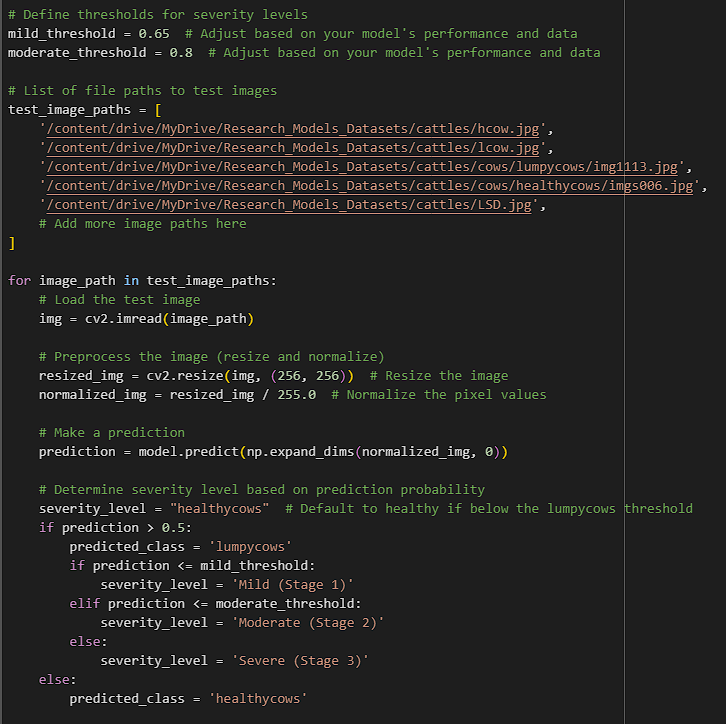 # Define thresholds for severity levels
mild_threshold = 0.65  # Adjust based on your model's performance and data
moderate_threshold = 0.8  # Adjust based on your model's performance and data

# List of file paths to test images
test_image_paths = [
    '/content/drive/MyDrive/Research_Models_Datasets/cattles/hcow.jpg',
    '/content/drive/MyDrive/Research_Models_Datasets/cattles/lcow.jpg',
    '/content/drive/MyDrive/Research_Models_Datasets/cattles/cows/lumpycows/img1113.jpg',
    '/content/drive/MyDrive/Research_Models_Datasets/cattles/cows/healthycows/imgs006.jpg',
    '/content/drive/MyDrive/Research_Models_Datasets/cattles/LSD.jpg',
    # Add more image paths here
]

for image_path in test_image_paths:
    # Load the test image
    img = cv2.imread(image_path)

    # Preprocess the image (resize and normalize)
    resized_img = cv2.resize(img, (256, 256))  # Resize the image
    normalized_img = resized_img / 255.0  # Normalize the pixel values

    # Make a prediction
    prediction = model.predict(np.expand_dims(normalized_img, 0))

    # Determine severity level based on prediction probability
    severity_level = "healthycows"  # Default to healthy if below the lumpycows threshold
    if prediction > 0.5:
        predicted_class = 'lumpycows'
        if prediction <= mild_threshold:
            severity_level = 'Mild (Stage 1)'
        elif prediction <= moderate_threshold:
            severity_level = 'Moderate (Stage 2)'
        else:
            severity_level = 'Severe (Stage 3)'
    else:
        predicted_class = 'healthycows'